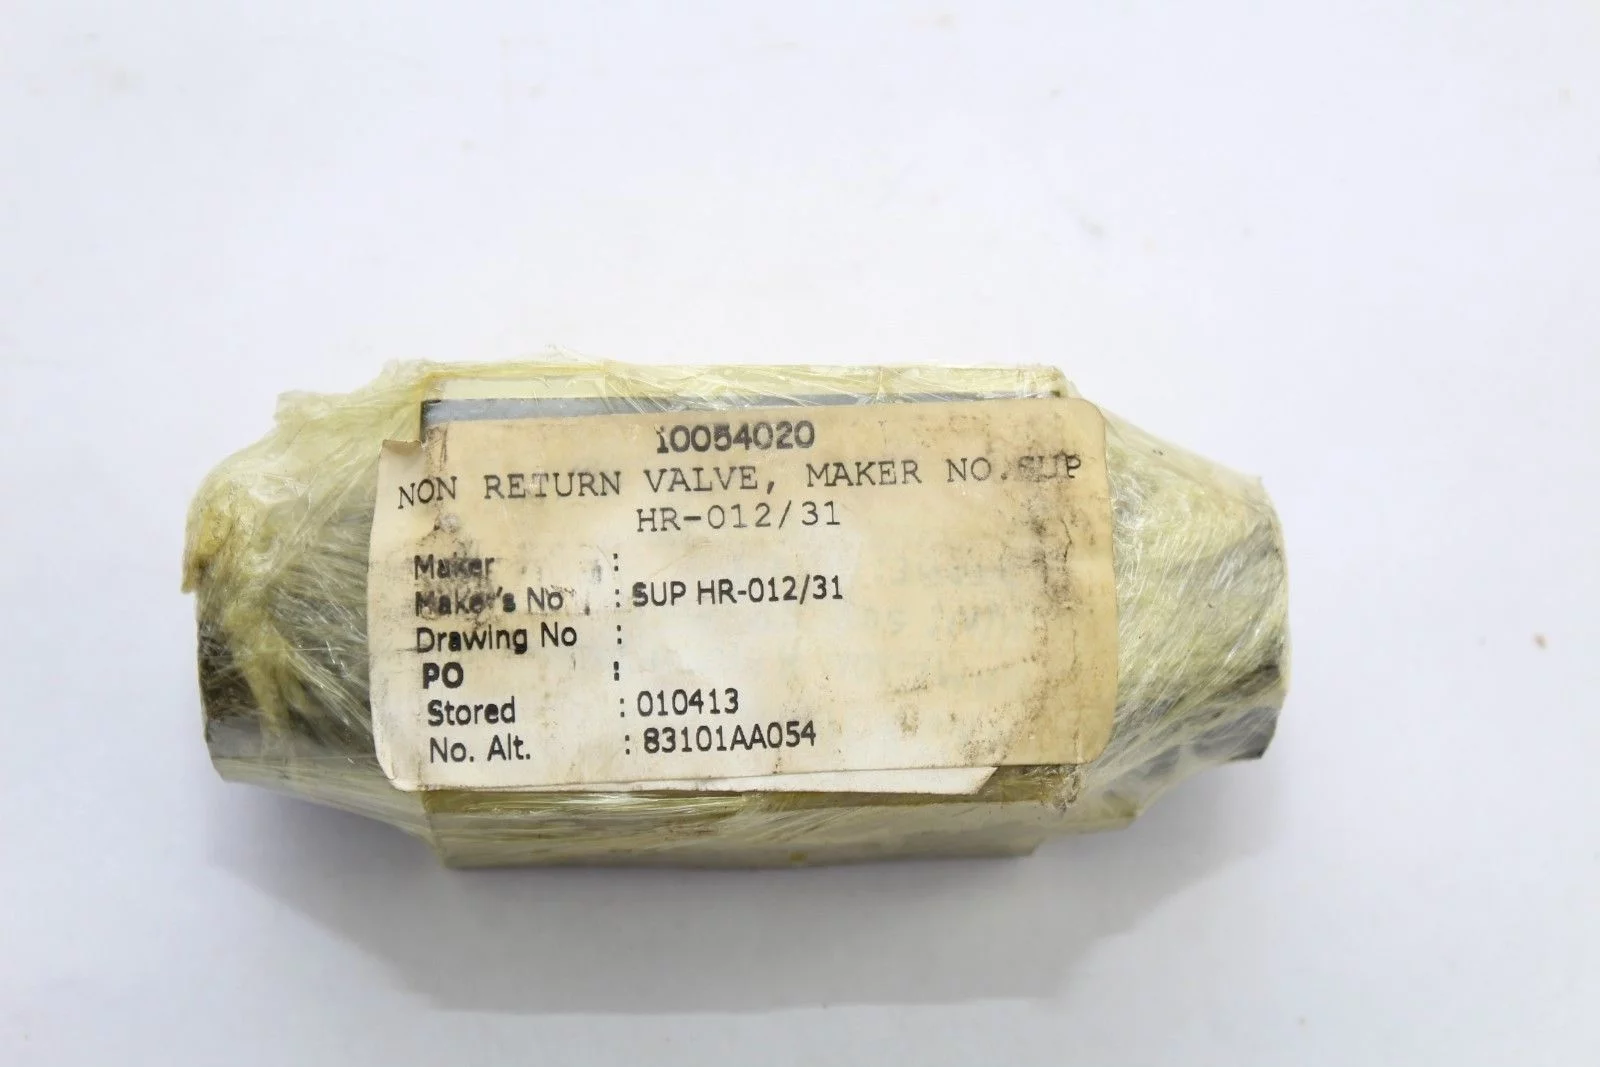 10054020
NON RETURN VALVE, MAKER NO.SUP
HR-012/31
Maker :
Maker's No : SUP HR-012/31
Drawing No :
PO :
Stored : 010413
No. Alt. : 83101AA054